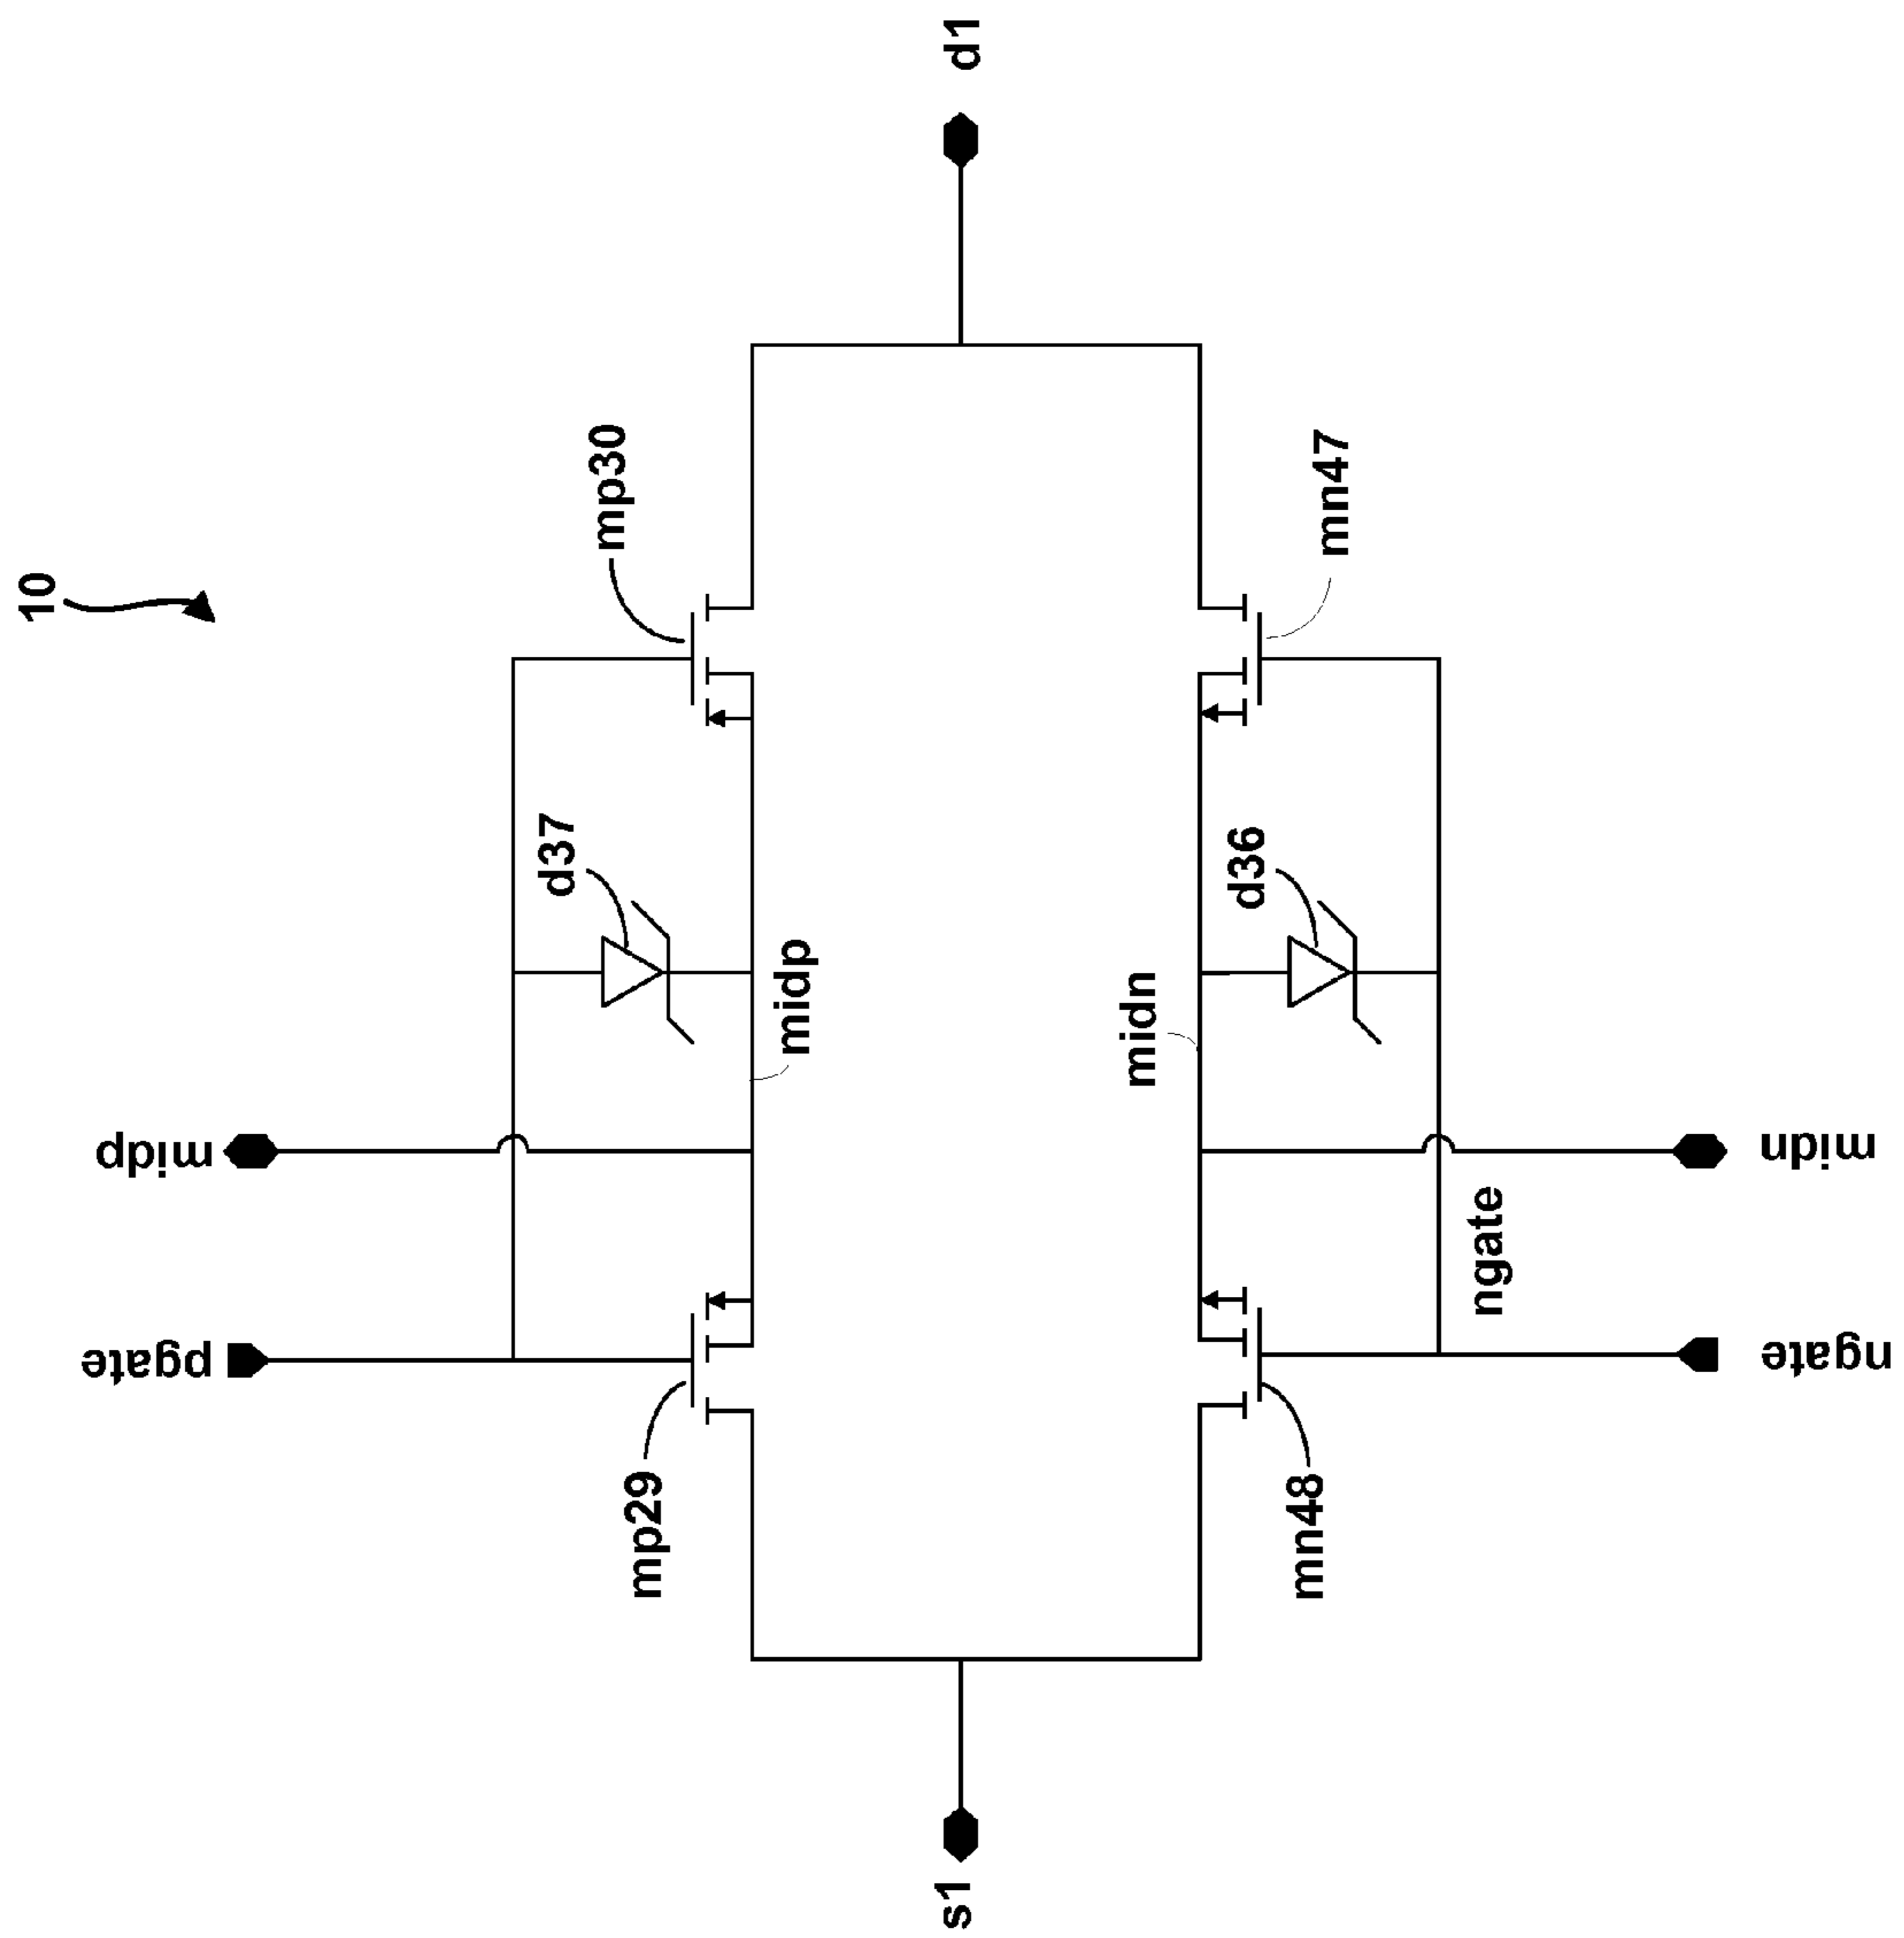 10
d1
mp30
mn47
d37
d36
midp
midn
midp
midn
pgate
ngate
ngate
mp29
mn48
s1